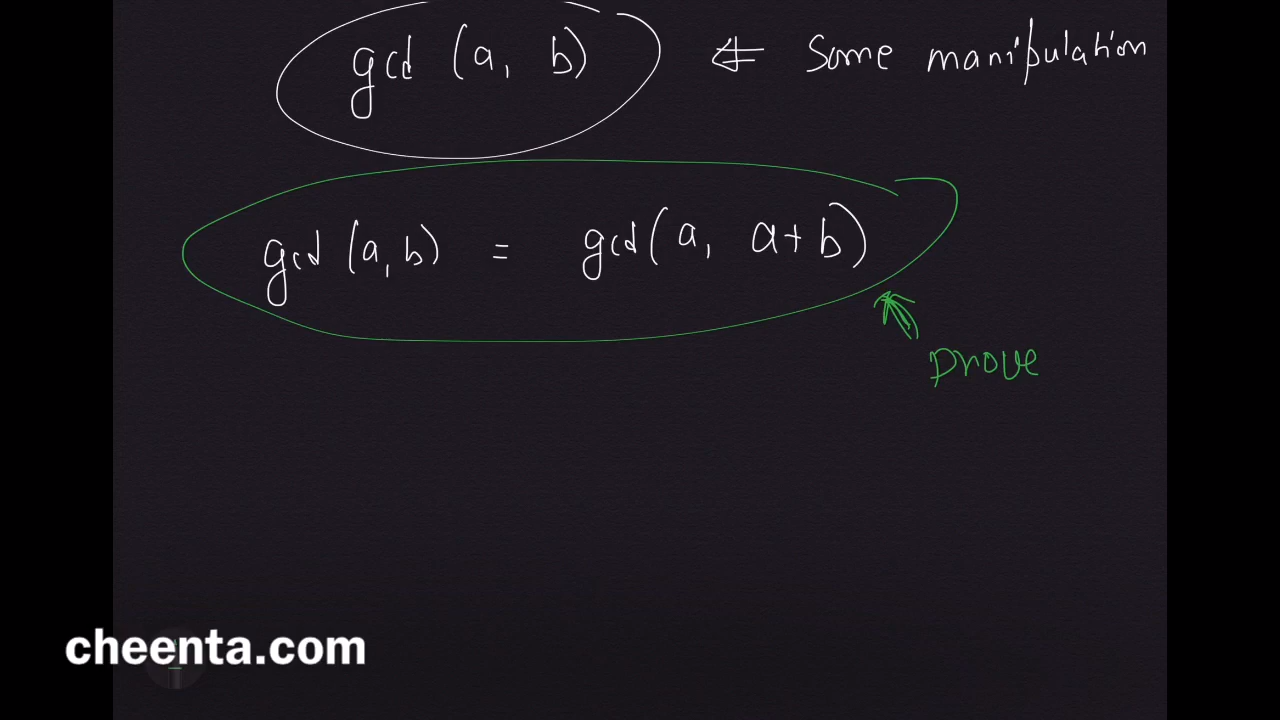 gcd (a, b) ⇐ Some manipulation
gcd (a, b) = gcd (a, a+b)
prove
cheenta.com